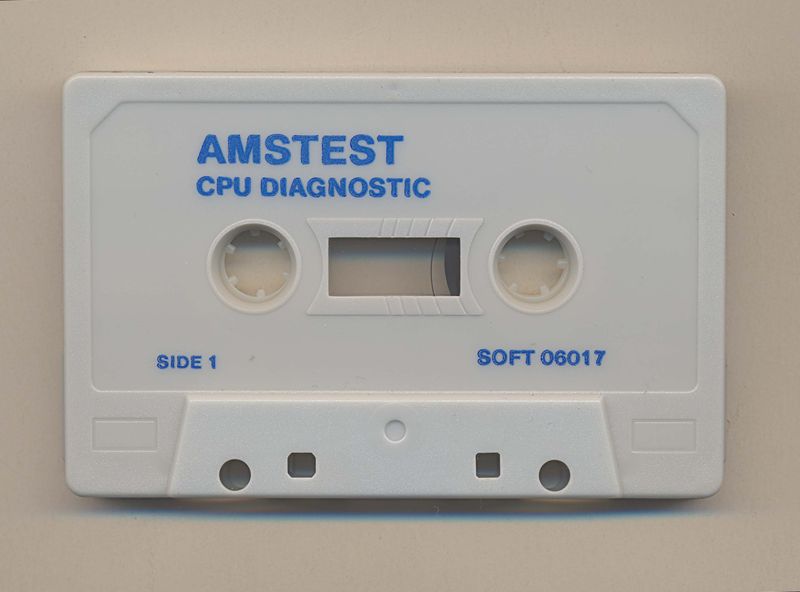 AMSTEST
CPU DIAGNOSTIC
SIDE 1
SOFT 06017